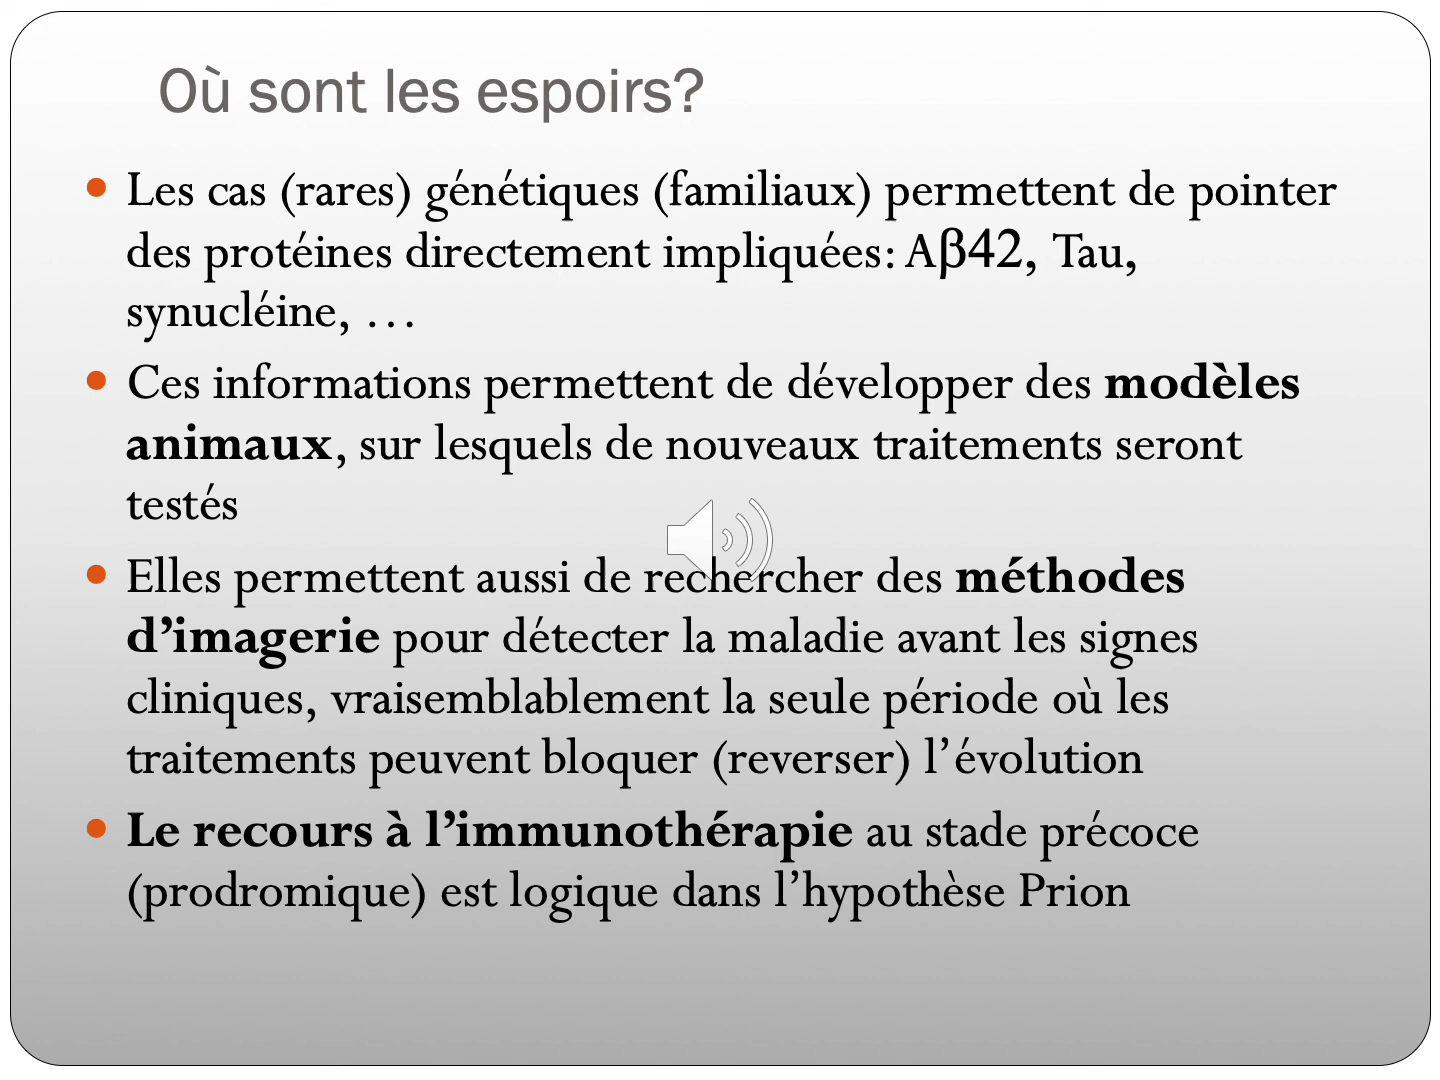 Où sont les espoirs?
• Les cas (rares) génétiques (familiaux) permettent de pointer
des protéines directement impliquées: Aβ42, Tau,
synucléine, …
• Ces informations permettent de développer des modèles
animaux, sur lesquels de nouveaux traitements seront
testés
• Elles permettent aussi de rechercher des méthodes
d’imagerie pour détecter la maladie avant les signes
cliniques, vraisemblablement la seule période où les
traitements peuvent bloquer (reverser) l’évolution
• Le recours à l’immunothérapie au stade précoce
(prodromique) est logique dans l’hypothèse Prion